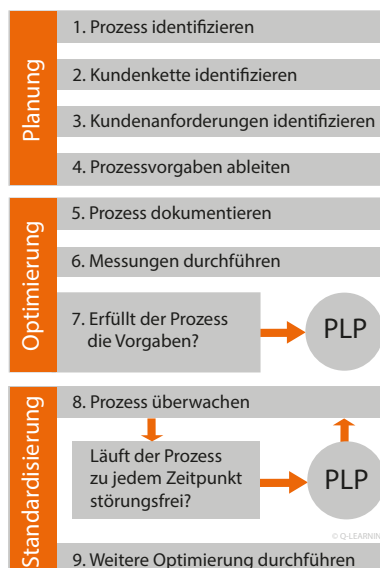 Planung
1. Prozess identifizieren
2. Kundenkette identifizieren
3. Kundenanforderungen identifizieren
4. Prozessvorgaben ableiten
Optimierung
5. Prozess dokumentieren
6. Messungen durchführen
7. Erfüllt der Prozess
die Vorgaben?
PLP
Standardisierung
8. Prozess überwachen
Läuft der Prozess
zu jedem Zeitpunkt
störungsfrei?
PLP
© Q-LEARNIN
9. Weitere Optimierung durchführen